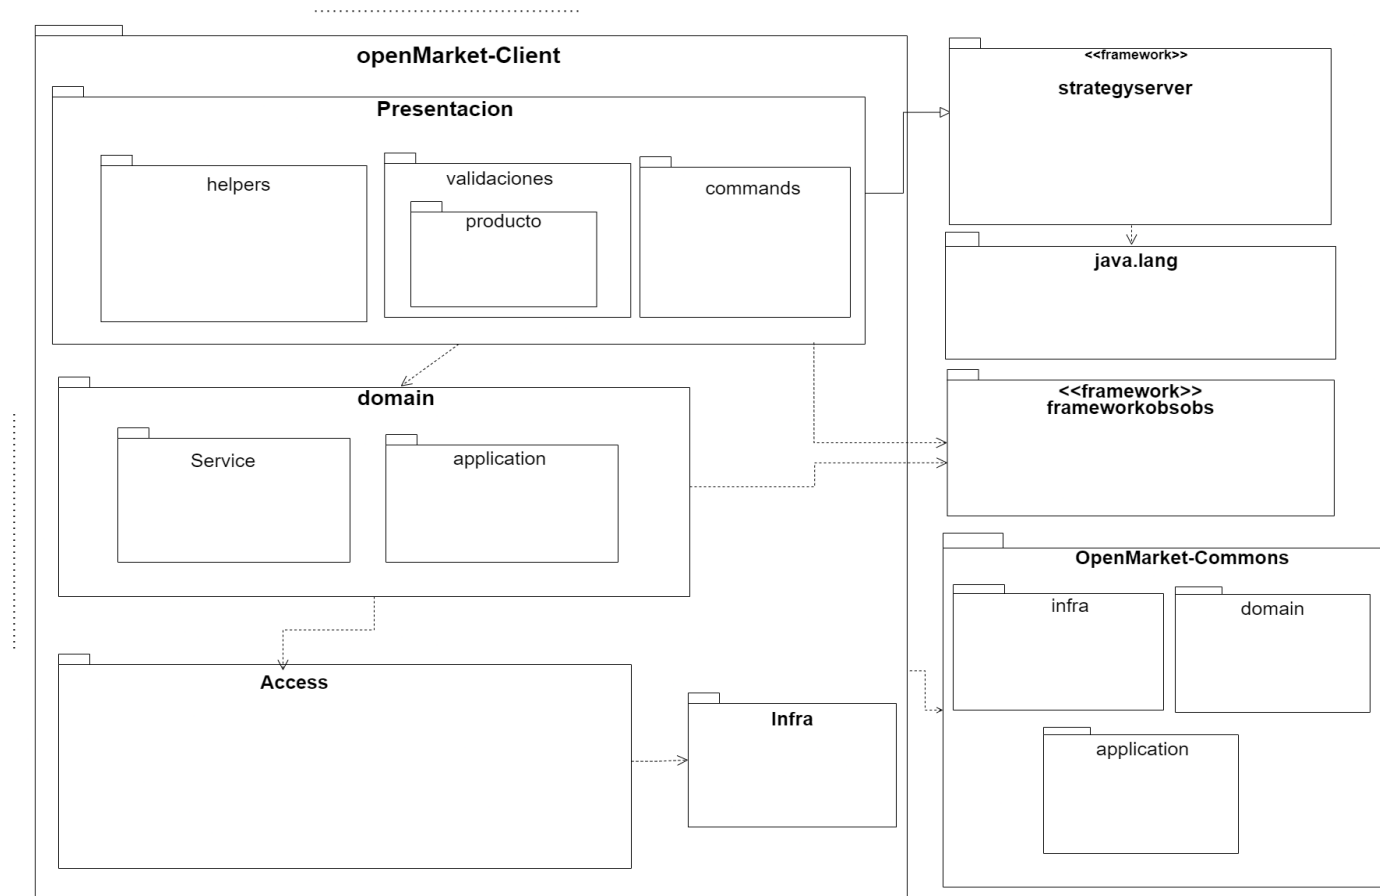 openMarket-Client
Presentacion
helpers
validaciones
producto
commands
domain
Service
application
Access
Infra
<<framework>>
strategyserver
java.lang
<<framework>>
frameworkobsobs
OpenMarket-Commons
infra
domain
application